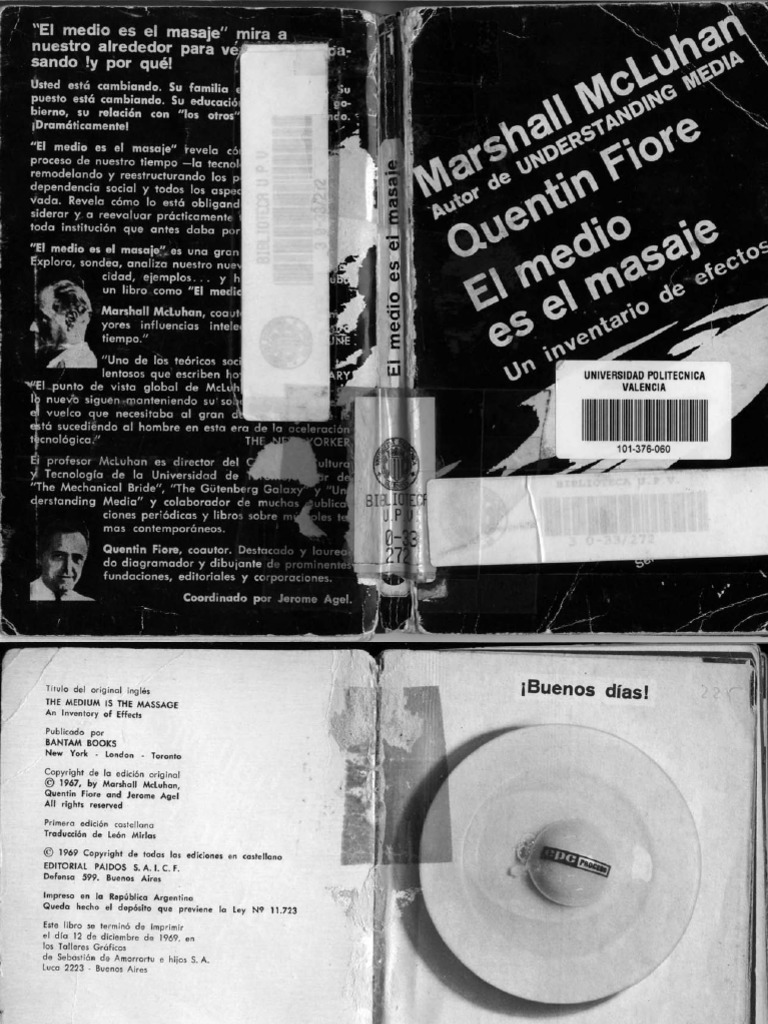 "El medio es el masaje" mira a
nuestro alrededor para
sando !y por qué!
Usted está cambiando. Su familia
puesto está cambiando. Su educación
bierno, su relación con "los otros"
¡Dramáticamente!
"El medio es el masaje" revela
proceso de nuestro tiempo —la
remodelando y reestructurando los
dependencia social y todos los
vada. Revela cómo lo está
siderar y a reevaluar prácticamente
toda institución que antes daba por
"El medio es el masaje" es una gran
Explora, sondea, analiza nuestro
cidad, ejemplos... y
un libro como "El
Marshall McLuhan,
yores influencias
tiempo."
"Uno de los teóricos
lentosos que escriben
"El punto de vista global de
lo nuevo siguen manteniendo su
el vuelco que necesitaba al gran
está sucediendo al hombre en esta era de la aceleración
tecnológica." THE NEW YORKER
El profesor McLuhan es director del Cultura
y Tecnología de la Universidad de
"The Mechanical Bride", "The Gütenberg Galaxy" y "Un
derstanding Media" y colaborador de muchas
ciones periódicas y libros sobre
mas contemporáneos.
Quentin Fiore, coautor. Destacado y laurea
do diagramador y dibujante de prominentes
fundaciones, editoriales y corporaciones.
Coordinado por Jerome Agel.
BIBLIOTECA U.P.V.
El medio es el masaje
BIBLIOTECA
U.P.V.
0-33
272
Marshall McLuhan
Autor de UNDERSTANDING MEDIA
Quentin Fiore
El medio
es el masaje
Un inventario de efectos
UNIVERSIDAD POLITECNICA
VALENCIA
101-376-060
BIBLIOTECA U.P.V.
3 0-33/272
Título del original inglés
THE MEDIUM IS THE MASSAGE
An Inventory of Effects
Publicado por
BANTAM BOOKS
New York - London - Toronto
Copyright de la edición original
© 1967, by Marshall McLuhan,
Quentin Fiore and Jerome Agel
All rights reserved
Primera edición castellana
Traducción de León Mirlas
© 1969 Copyright de todas las ediciones en castellano
EDITORIAL PAIDOS S. A. I. C. F.
Defensa 599. Buenos Aires
Impreso en la República Argentina
Queda hecho el depósito que previene la Ley Nº 11.723
Este libro se terminó de imprimir
el día 12 de diciembre de 1969, en
los Talleres Gráficos
de Sebastián de Amorrortu e hijos S. A.
Luca 2223 - Buenos Aires
¡Buenos días!
cpc PROCESO